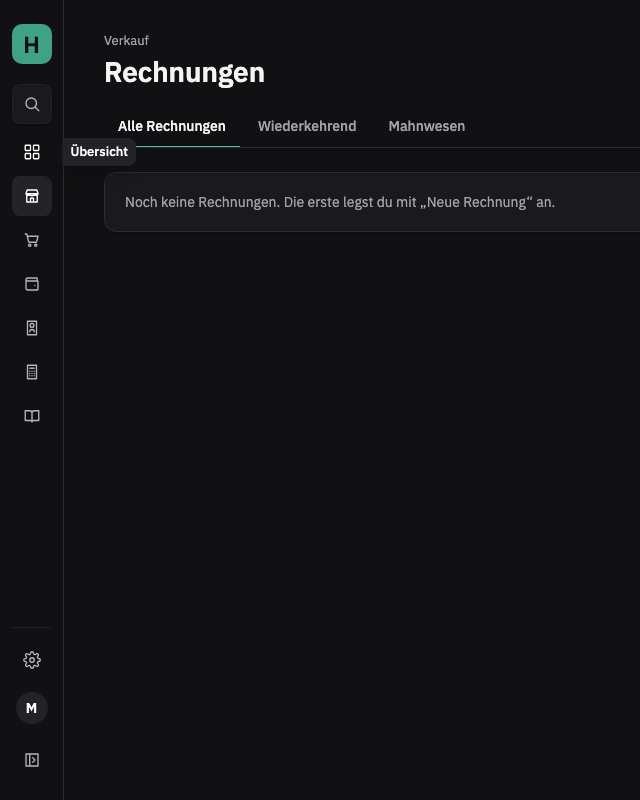 H
Verkauf
Rechnungen
Alle Rechnungen
Wiederkehrend
Mahnwesen
Übersicht
Noch keine Rechnungen. Die erste legst du mit „Neue Rechnung“ an.
M